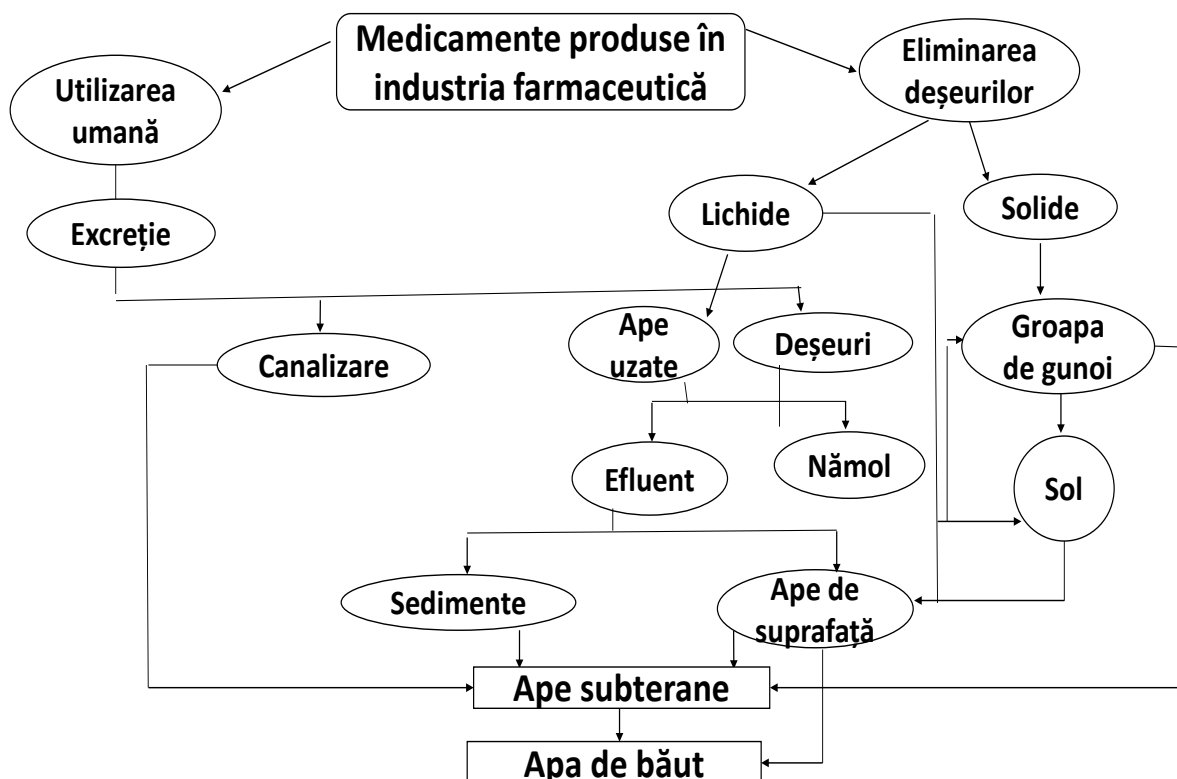 Medicamente produse în
industria farmaceutică
Eliminarea
deșeurilor
Utilizarea
umană
Lichide
Solide
Excreție
Ape
uzate
Deșeuri
Groapa
de gunoi
Canalizare
Efluent
Nămol
Sol
Sedimente
Ape de
suprafață
Ape subterane
Apa de băut